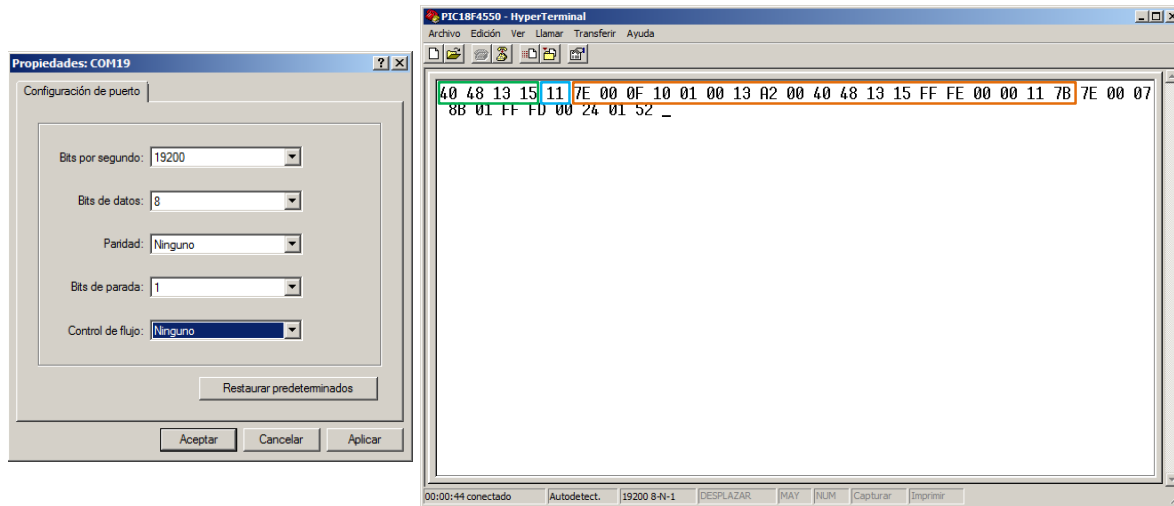 Propiedades: COM19
Configuración de puerto
Bits por segundo: 19200
Bits de datos: 8
Paridad: Ninguno
Bits de parada: 1
Control de flujo: Ninguno
Restaurar predeterminados
Aceptar Cancelar Aplicar
PIC18F4550 - HyperTerminal
Archivo Edición Ver Llamar Transferir Ayuda
40 48 13 15 11 7E 00 0F 10 01 00 13 A2 00 40 48 13 15 FF FE 00 00 11 7B 7E 00 07
8B 01 FF FD 00 24 01 52 _
00:00:44 conectado Autodetect. 19200 8-N-1 DESPLAZAR MAY NUM Capturar Imprimir